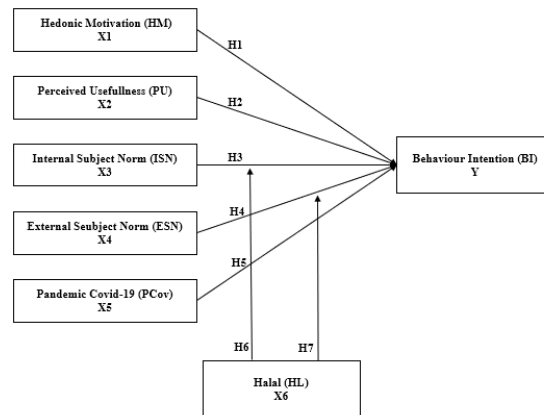 Hedonic Motivation (HM)
X1
H1
Perceived Usefullness (PU)
X2
H2
Internal Subject Norm (ISN)
X3
H3
Behaviour Intention (BI)
Y
External Seubject Norm (ESN)
X4
H4
H5
Pandemic Covid-19 (PCov)
X5
H6
H7
Halal (HL)
X6